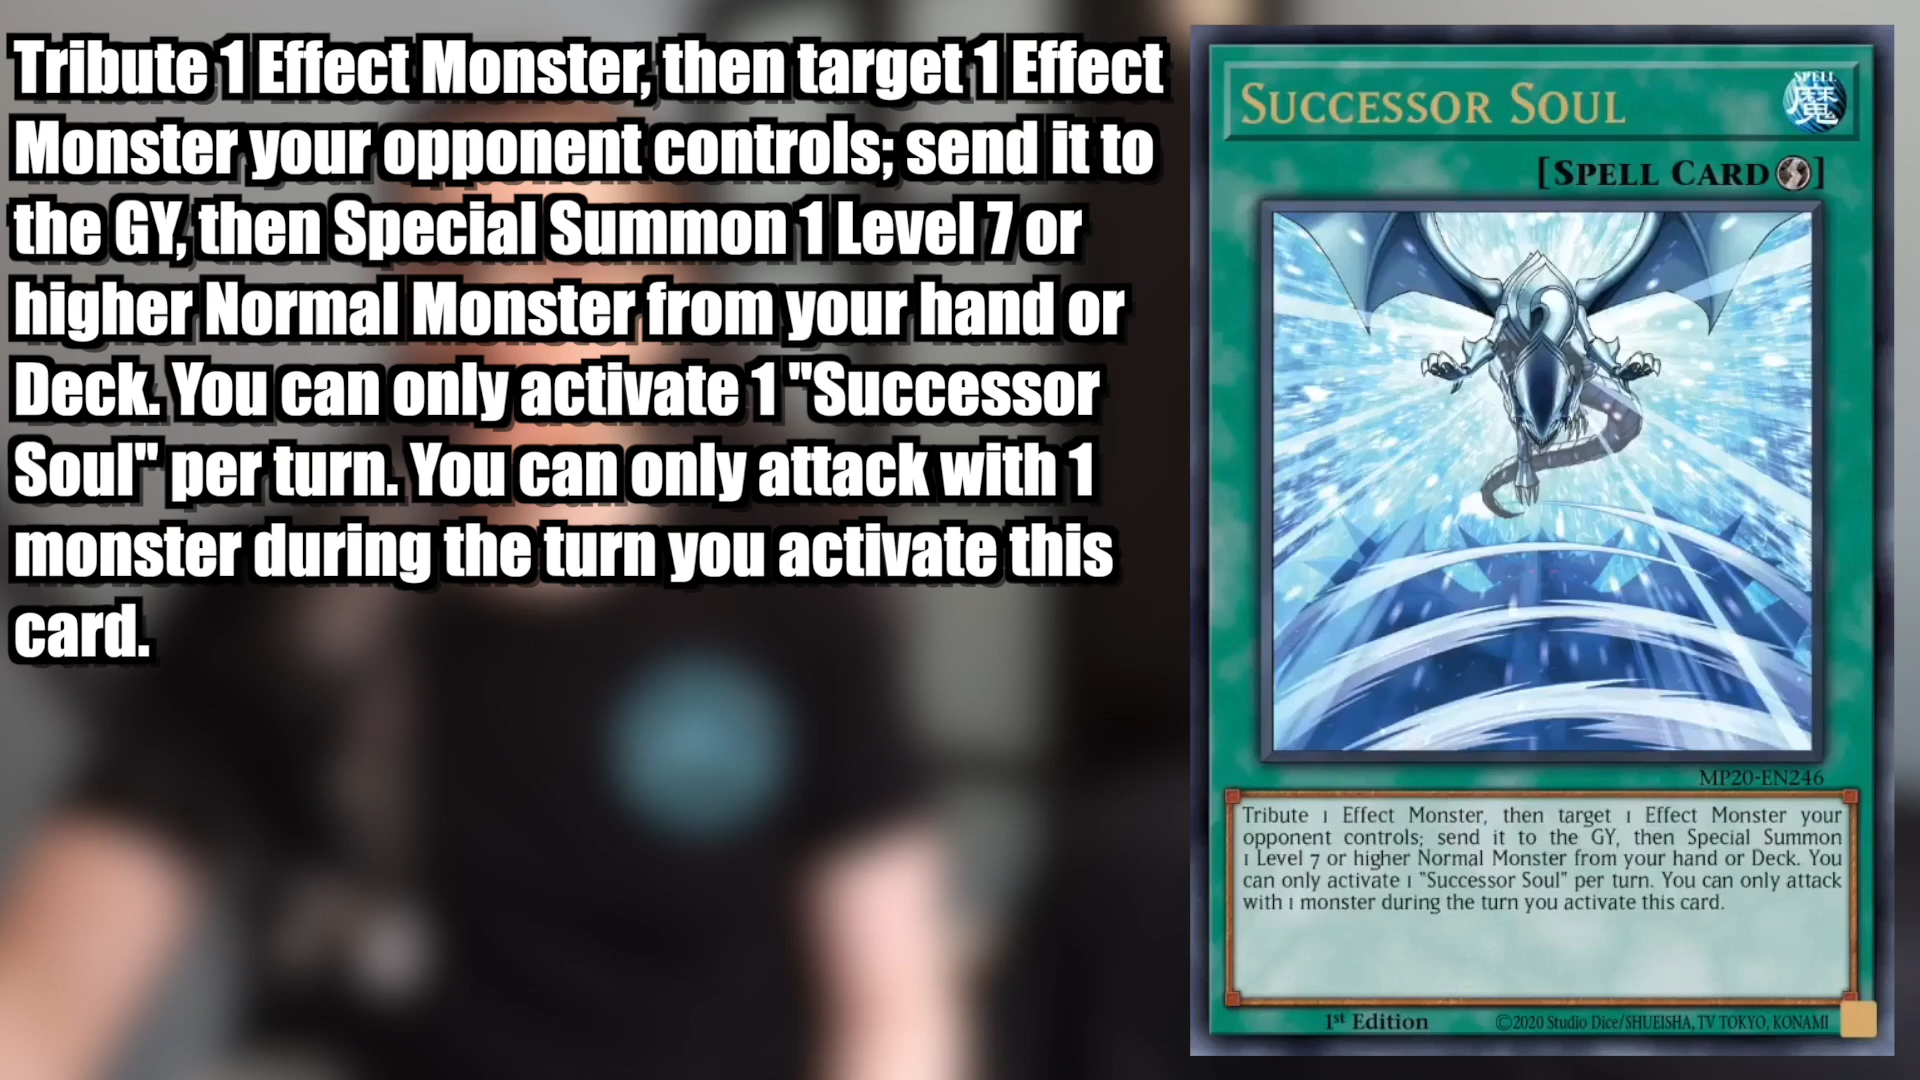 Tribute 1 Effect Monster, then target 1 Effect
Monster your opponent controls; send it to
the GY, then Special Summon 1 Level 7 or
higher Normal Monster from your hand or
Deck. You can only activate 1 "Successor
Soul" per turn. You can only attack with 1
monster during the turn you activate this
card.
SUCCESSOR SOUL
SPELL
魔
[SPELL CARD]
MP20-EN246
Tribute 1 Effect Monster, then target 1 Effect Monster your
opponent controls; send it to the GY, then Special Summon
1 Level 7 or higher Normal Monster from your hand or Deck. You
can only activate 1 "Successor Soul" per turn. You can only attack
with 1 monster during the turn you activate this card.
1st Edition
©2020 Studio Dice/SHUEISHA, TV TOKYO, KONAMI